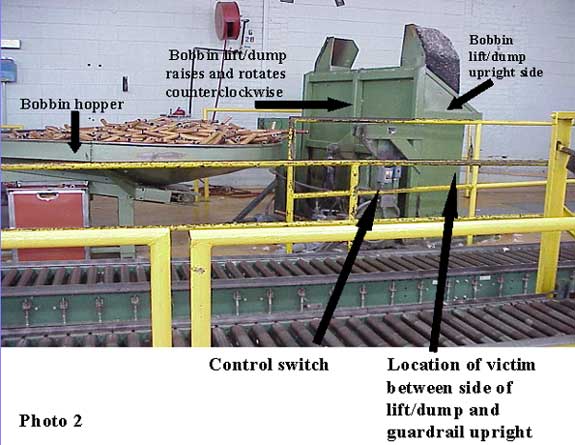 Bobbin lift/dump
raises and rotates
counterclockwise
Bobbin
lift/dump
upright side
Bobbin hopper
Control switch
Location of victim
between side of
lift/dump and
guardrail upright
Photo 2